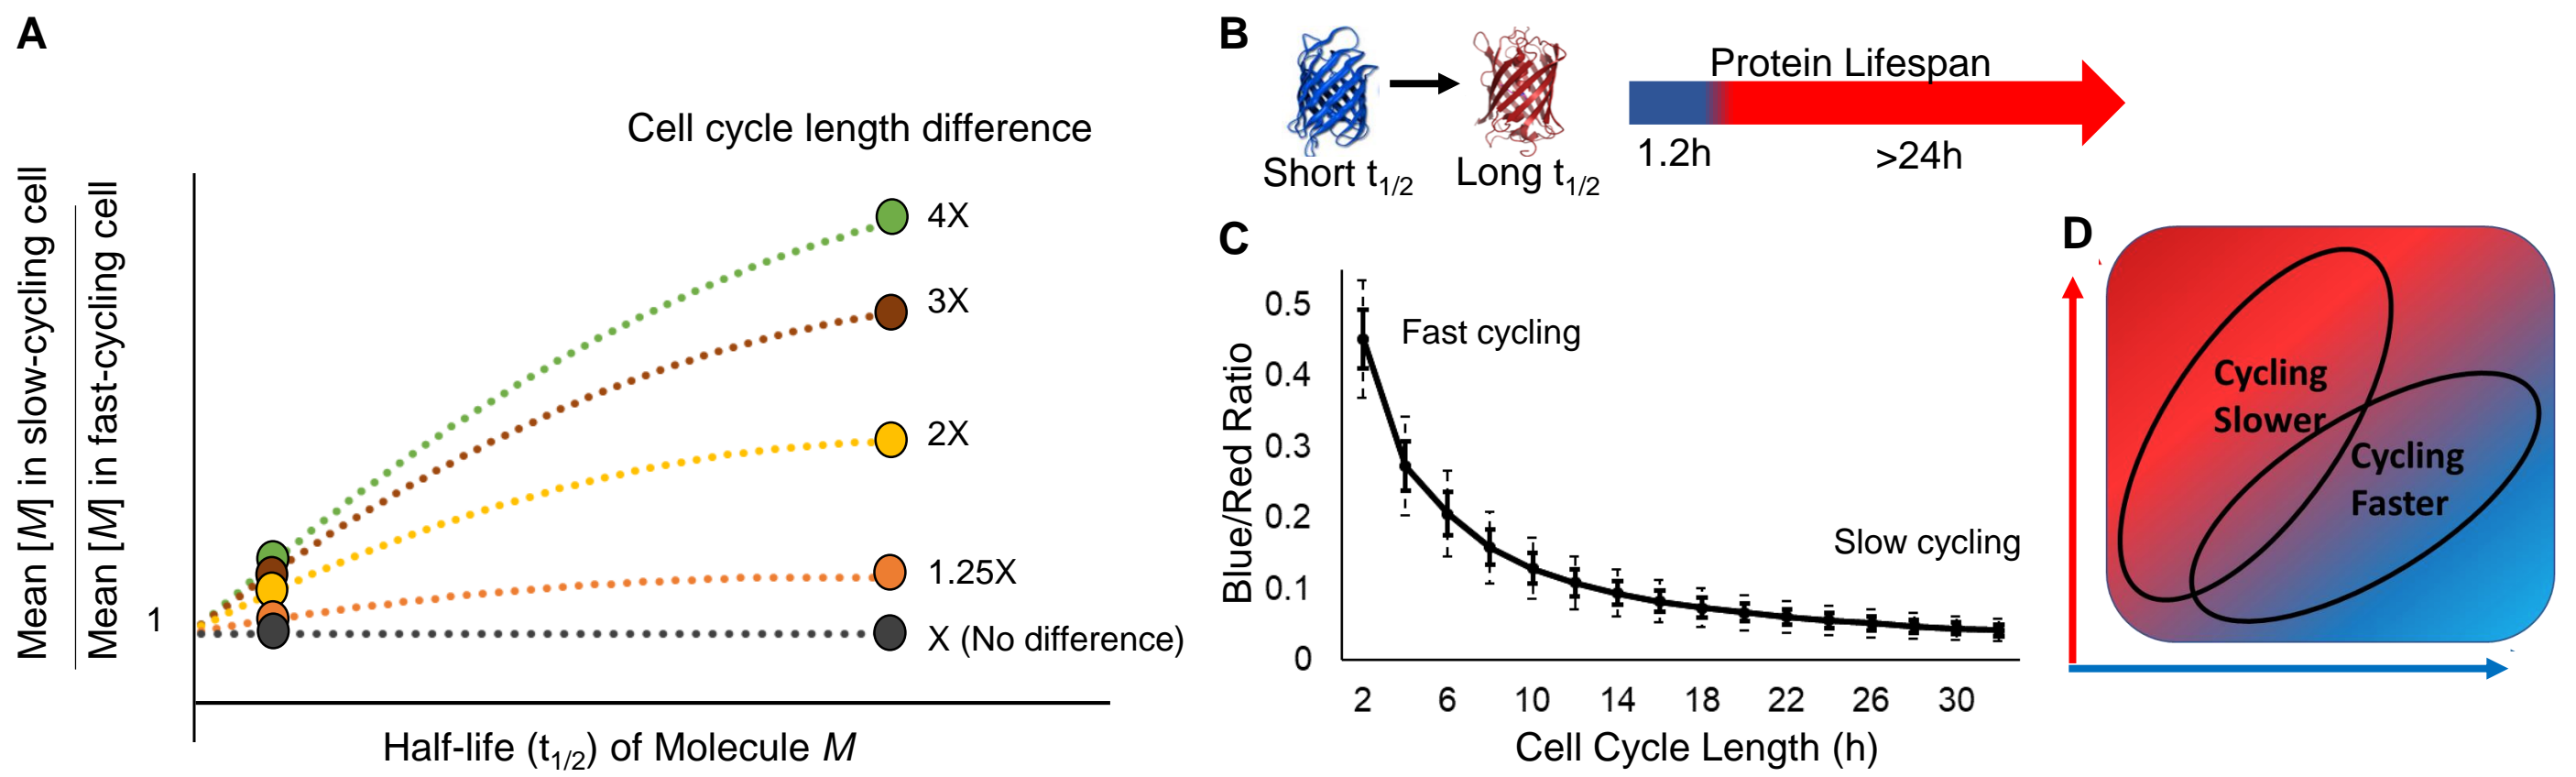 A
Cell cycle length difference
Mean [M] in slow-cycling cell
Mean [M] in fast-cycling cell
4X
3X
2X
1.25X
X (No difference)
1
Half-life (t1/2) of Molecule M
B
Short t1/2
Long t1/2
Protein Lifespan
1.2h
>24h
C
Blue/Red Ratio
0.5
0.4
0.3
0.2
0.1
0
Fast cycling
Slow cycling
2 6 10 14 18 22 26 30
Cell Cycle Length (h)
D
Cycling
Slower
Cycling
Faster